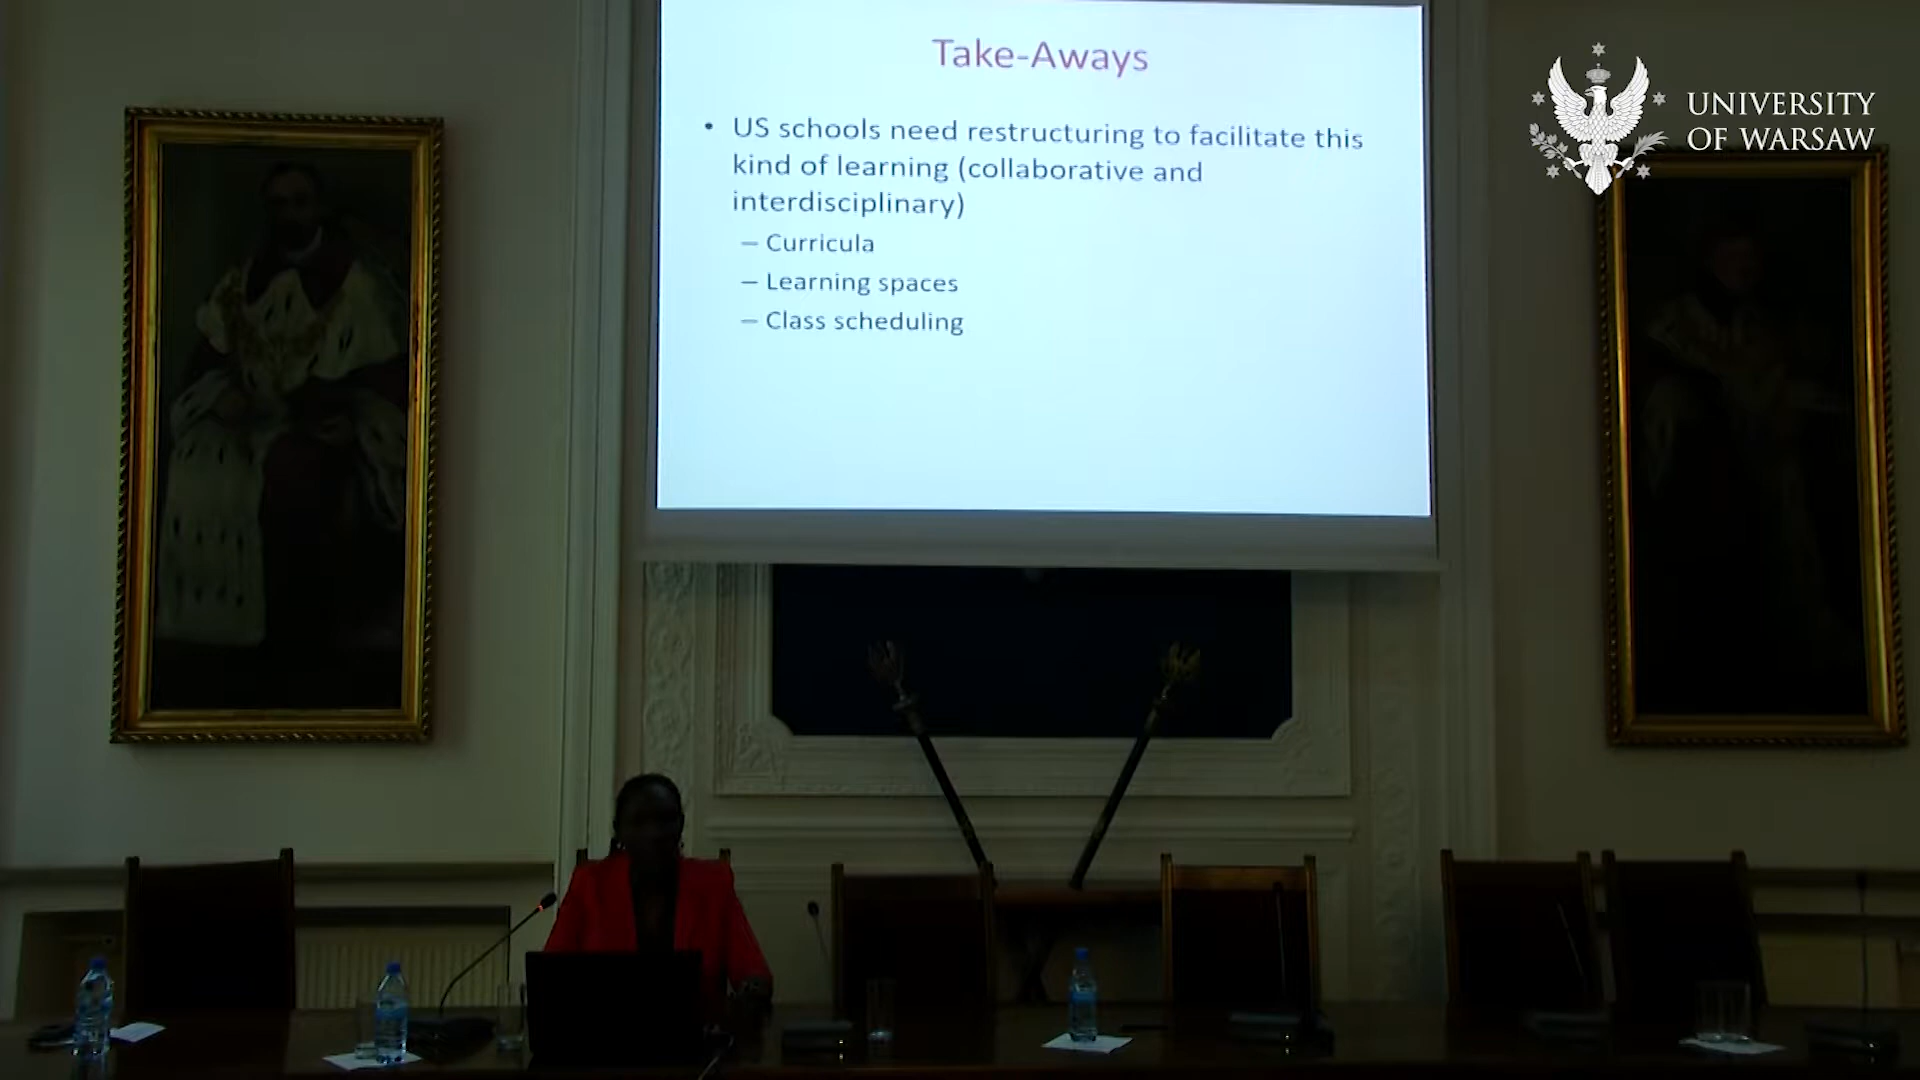 Take-Aways
• US schools need restructuring to facilitate this
kind of learning (collaborative and
interdisciplinary)
– Curricula
– Learning spaces
– Class scheduling
UNIVERSITY
OF WARSAW